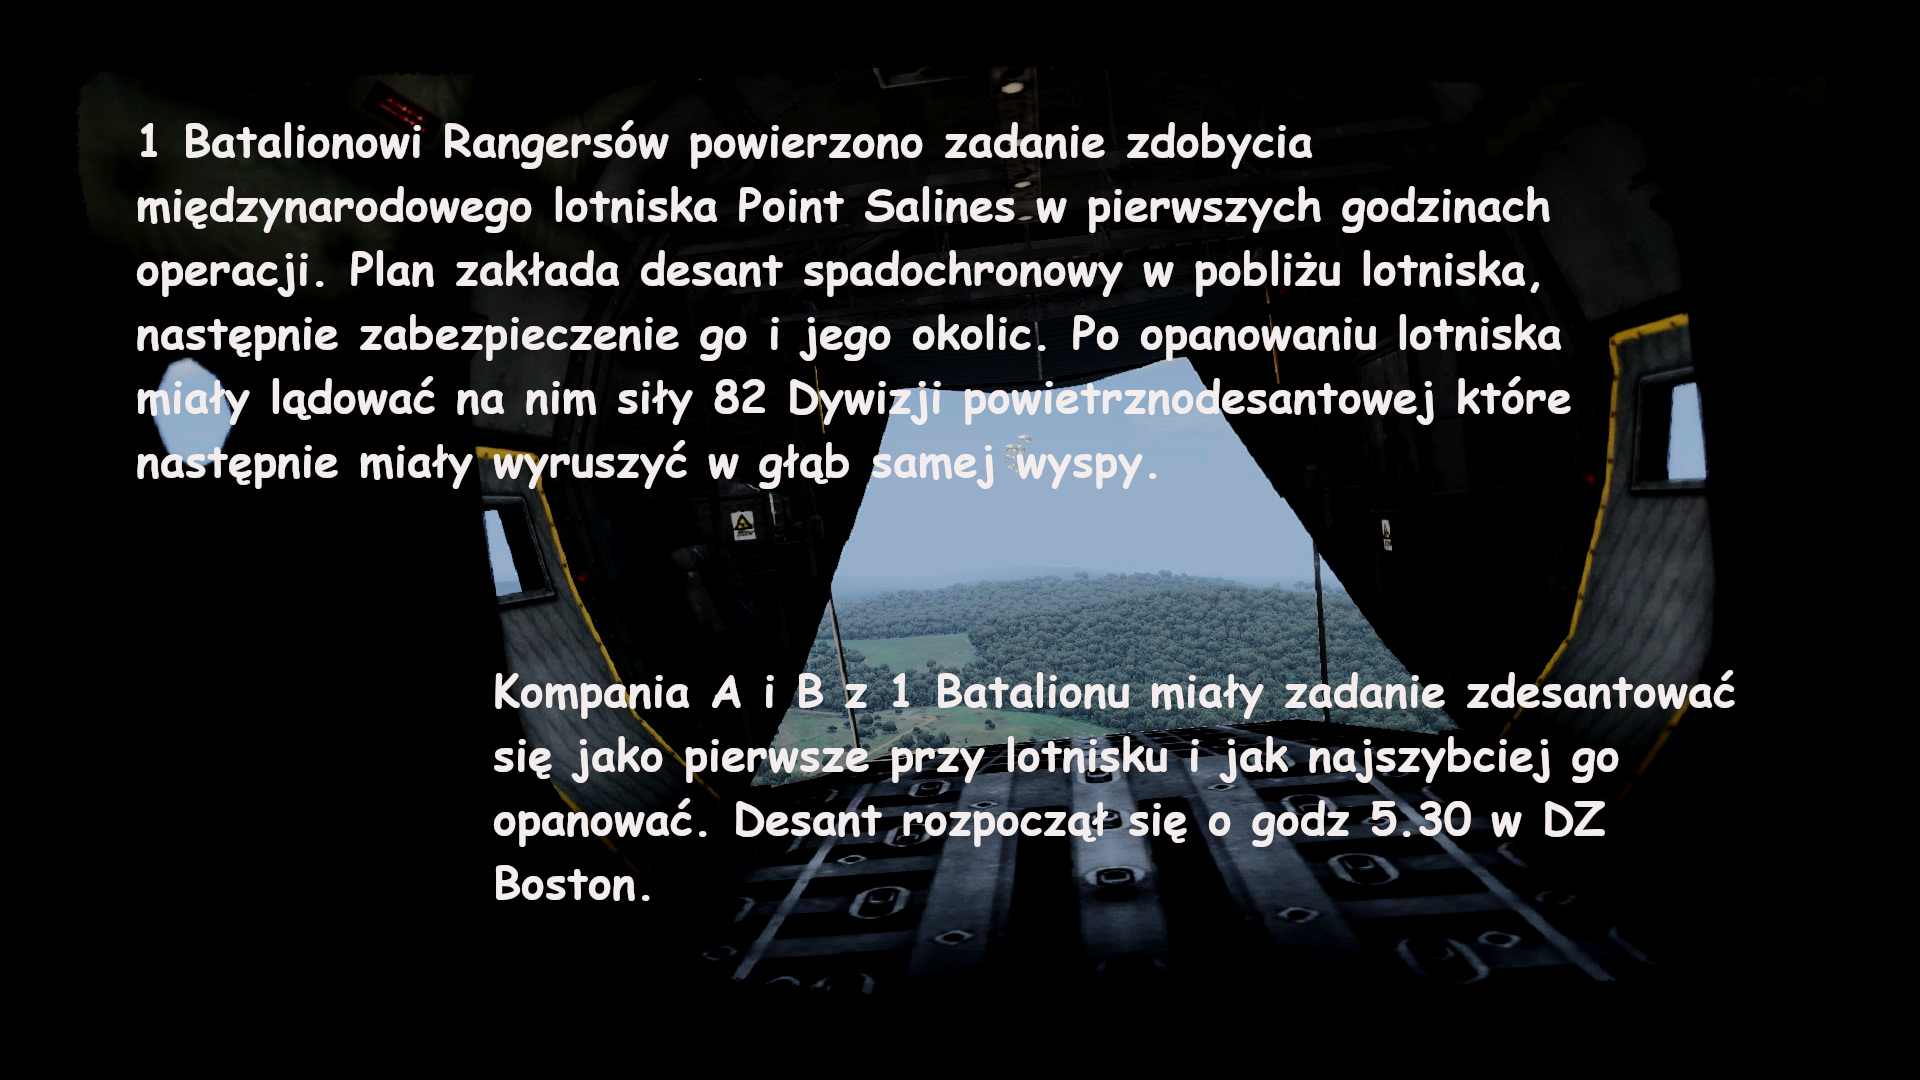 1 Batalionowi Rangersów powierzono zadanie zdobycia
międzynarodowego lotniska Point Salines w pierwszych godzinach
operacji. Plan zakłada desant spadochronowy w pobliżu lotniska,
następnie zabezpieczenie go i jego okolic. Po opanowaniu lotniska
miały lądować na nim siły 82 Dywizji powietrznodesantowej które
następnie miały wyruszyć w głąb samej wyspy.
Kompania A i B z 1 Batalionu miały zadanie zdesantować
się jako pierwsze przy lotnisku i jak najszybciej go
opanować. Desant rozpoczął się o godz 5.30 w DZ
Boston.